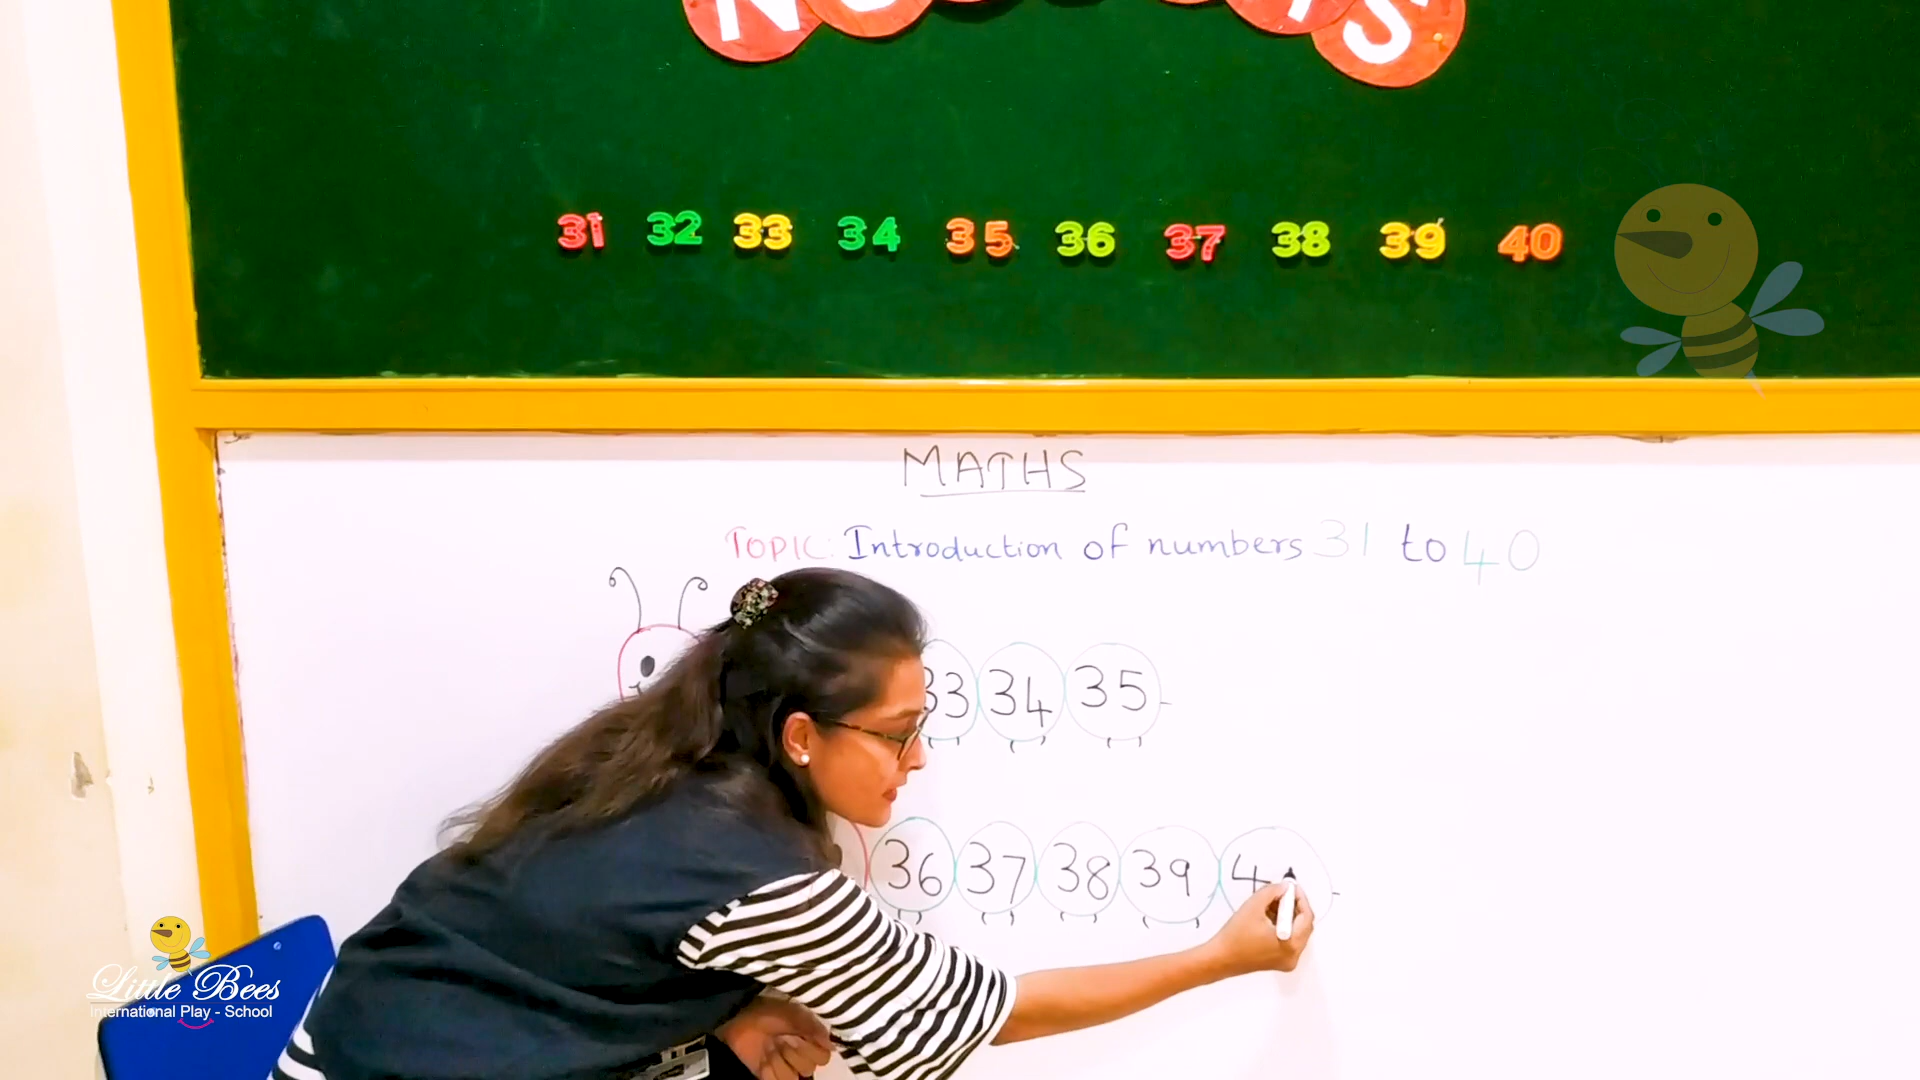 31 32 33 34 35 36 37 38 39 40
MATHS
TOPIC: Introduction of numbers 31 to 40
33 34 35
36 37 38 39 4
Little Bees
International Play - School